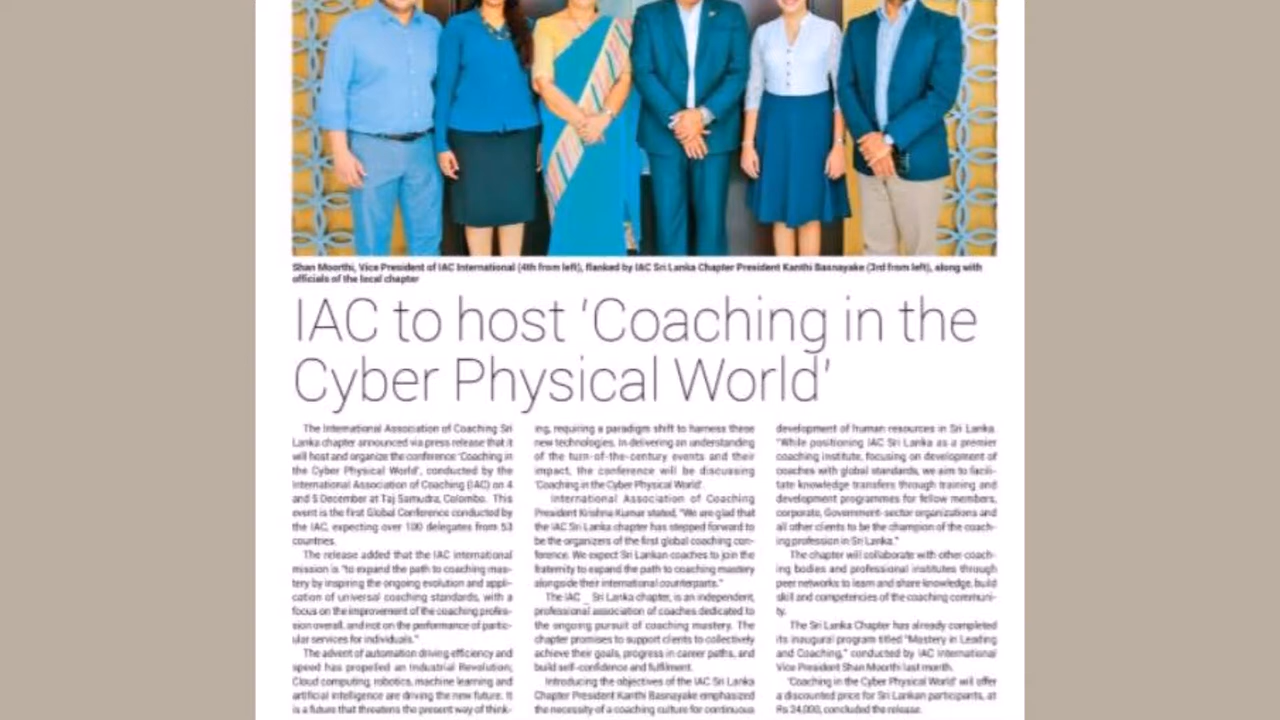 Shan Moorthi, Vice President of IAC International (4th from left), flanked by IAC Sri Lanka Chapter President Kanthi Basnayake (3rd from left), along with
officials of the local chapter
IAC to host ‘Coaching in the
Cyber Physical World’
The International Association of Coaching Sri
Lanka chapter announced via press release that it
will host and organize the conference ‘Coaching in
the Cyber Physical World’, conducted by the
International Association of Coaching (IAC) on 4
and 5 December at Taj Samudra, Colombo. This
event is the first Global Conference conducted by
the IAC, expecting over 100 delegates from 53
countries.
The release added that the IAC international
mission is “to expand the path to coaching mas-
tery by inspiring the ongoing evolution and appli-
cation of universal coaching standards, with a
focus on the improvement of the coaching profes-
sion overall, and not on the performance of partic-
ular services for individuals.”
The advent of automation driving efficiency and
speed has propelled an Industrial Revolution;
Cloud computing, robotics, machine learning and
artificial intelligence are driving the new future. It
is a future that threatens the present way of think-
ing, requiring a paradigm shift to harness these
new technologies. In delivering an understanding
of the turn-of-the-century events and their
impact, the conference will be discussing
‘Coaching in the Cyber Physical World’.
International Association of Coaching
President Krishna Kumar stated, “We are glad that
the IAC Sri Lanka chapter has stepped forward to
be the organizers of the first global coaching con-
ference. We expect Sri Lankan coaches to join the
fraternity to expand the path to coaching mastery
alongside their international counterparts.”
The IAC _ Sri Lanka chapter, is an independent,
professional association of coaches dedicated to
the ongoing pursuit of coaching mastery. The
chapter promises to support clients to collectively
achieve their goals, progress in career paths, and
build self-confidence and fulfilment.
Introducing the objectives of the IAC Sri Lanka
Chapter President Kanthi Basnayake emphasized
the necessity of a coaching culture for continuous
development of human resources in Sri Lanka.
“While positioning IAC Sri Lanka as a premier
coaching institute, focusing on development of
coaches with global standards, we aim to facili-
tate knowledge transfers through training and
development programmes for fellow members,
corporate, Government-sector organizations and
all other clients to be the champion of the coach-
ing profession in Sri Lanka.”
The chapter will collaborate with other coach-
ing bodies and professional institutes through
peer networks to learn and share knowledge, build
skill and competencies of the coaching communi-
ty.
The Sri Lanka Chapter has already completed
its inaugural program titled “Mastery in Leading
and Coaching,” conducted by IAC International
Vice President Shan Moorthi last month.
‘Coaching in the Cyber Physical World’ will offer
a discounted price for Sri Lankan participants, at
Rs 24,000, concluded the release.